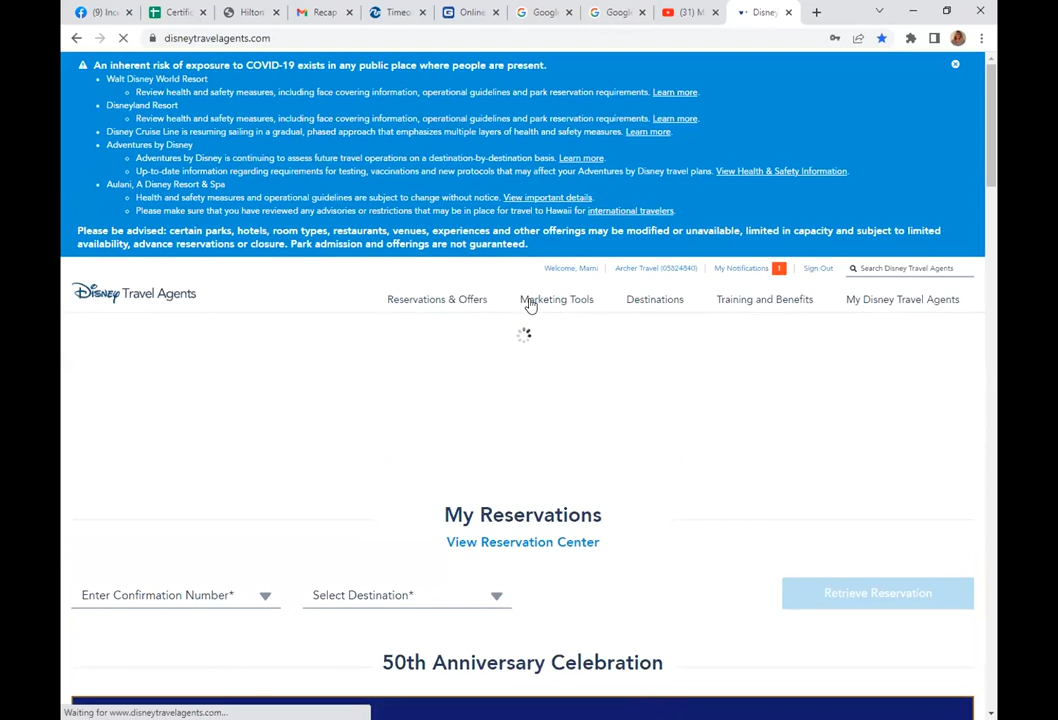 (9) Ince
Certific
Hilton
Recap
Timeo
Online
Googl
Googl
(31) M
Disney
disneytravelagents.com
An inherent risk of exposure to COVID-19 exists in any public place where people are present.
Walt Disney World Resort
Review health and safety measures, including face covering information, operational guidelines and park reservation requirements. Learn more.
Disneyland Resort
Review health and safety measures, including face covering information, operational guidelines and park reservation requirements. Learn more.
Disney Cruise Line is resuming sailing in a gradual, phased approach that emphasizes multiple layers of health and safety measures. Learn more.
Adventures by Disney
Adventures by Disney is continuing to assess future travel operations on a destination-by-destination basis. Learn more.
Up-to-date information regarding requirements for testing, vaccinations and new protocols that may affect your Adventures by Disney travel plans. View Health & Safety Information.
Aulani, A Disney Resort & Spa
Health and safety measures and operational guidelines are subject to change without notice. View important details.
Please make sure that you have reviewed any advisories or restrictions that may be in place for travel to Hawaii for international travelers.
Please be advised: certain parks, hotels, room types, restaurants, venues, experiences and other offerings may be modified or unavailable, limited in capacity and subject to limited
availability, advance reservations or closure. Park admission and offerings are not guaranteed.
Welcome, Marni Archer Travel (05824840) My Notifications 1 Sign Out Search Disney Travel Agents
Disney Travel Agents
Reservations & Offers Marketing Tools Destinations Training and Benefits My Disney Travel Agents
My Reservations
View Reservation Center
Enter Confirmation Number* Select Destination* Retrieve Reservation
50th Anniversary Celebration
Waiting for www.disneytravelagents.com...